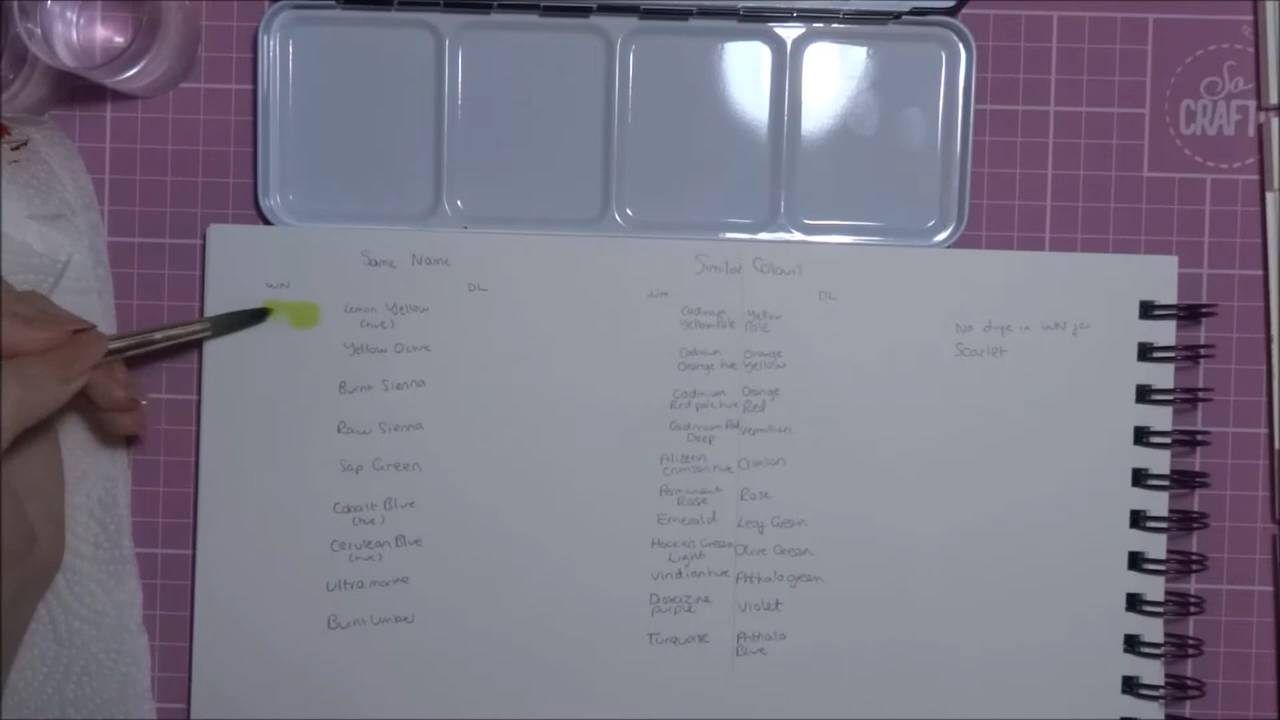 So
CRAFT
Same Name
WN
DL
Lemon Yellow
(hue)
Yellow Ochre
Burnt Sienna
Raw Sienna
Sap Green
Cobalt Blue
(hue)
Cerulean Blue
(hue)
Ultramarine
Burnt Umber
Similar Colours
WN
DL
Cadmium
Yellow Pale
Yellow
Pale
Cadmium
Orange hue
Orange
Yellow
Cadmium
Red pale hue
Orange
Red
Cadmium Red
Deep
Vermilion
Alizerin
Crimson hue
Crimson
Permanent
Rose
Rose
Emerald
Leaf Green
Hookers Green
Light
Olive Green
Viridian hue
Phthalo green
Dioxazine
purple
Violet
Turquoise
Phthalo
Blue
No dupe in WN for
Scarlet